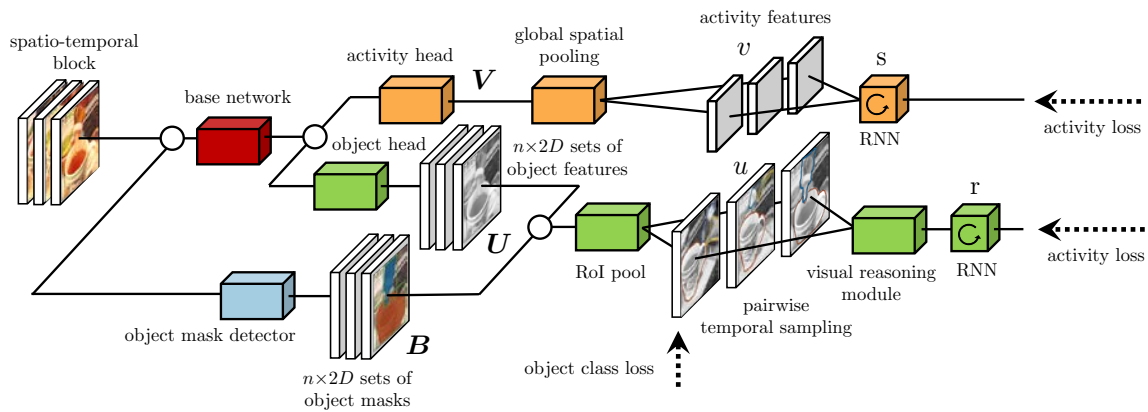 spatio-temporal
block
base network
activity head
V
global spatial
pooling
activity features
v
s
RNN
activity loss
object head
n×2D sets of
object features
U
RoI pool
u
pairwise
temporal sampling
visual reasoning
module
r
RNN
activity loss
object mask detector
B
n×2D sets of
object masks
object class loss